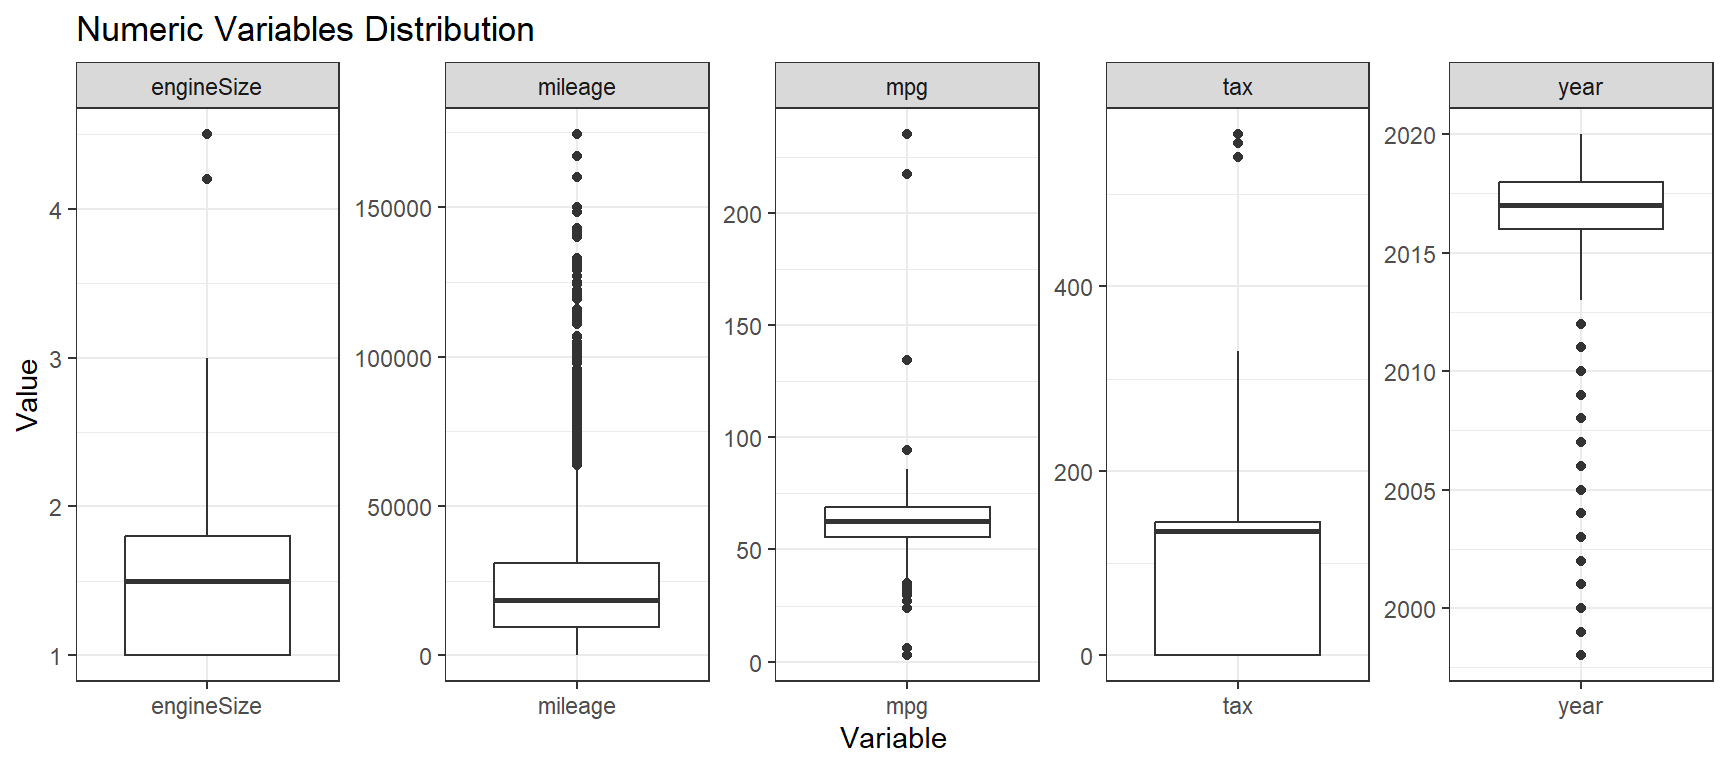 Numeric Variables Distribution
engineSize
mileage
mpg
tax
year
Value
4
3
2
1
150000
100000
50000
0
200
150
100
50
0
400
200
0
2020
2015
2010
2005
2000
engineSize
mileage
mpg
tax
year
Variable